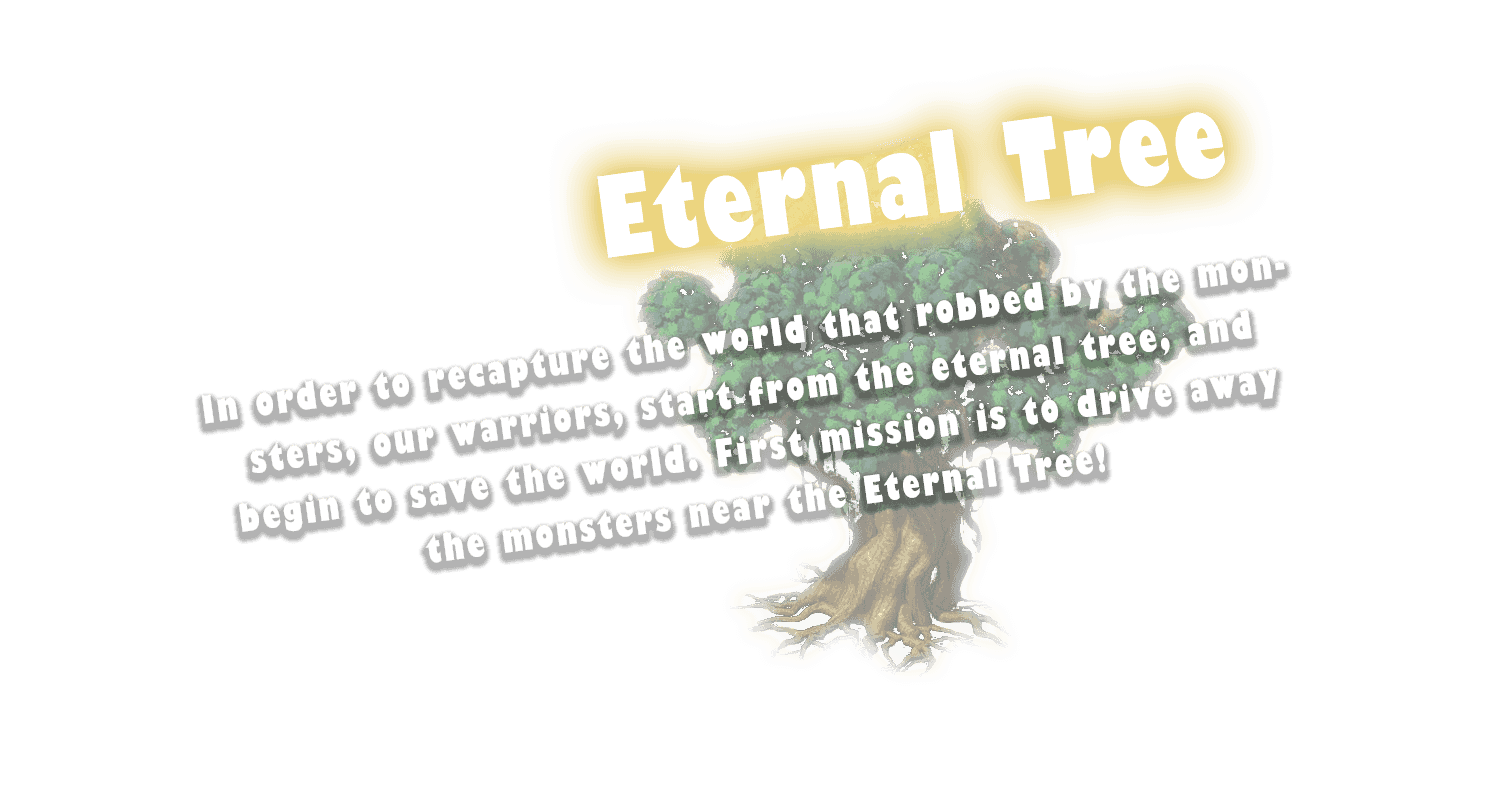 Eternal Tree
In order to recapture the world that robbed by the mon-
sters, our warriors, start from the eternal tree, and
begin to save the world. First mission is to drive away
the monsters near the Eternal Tree!